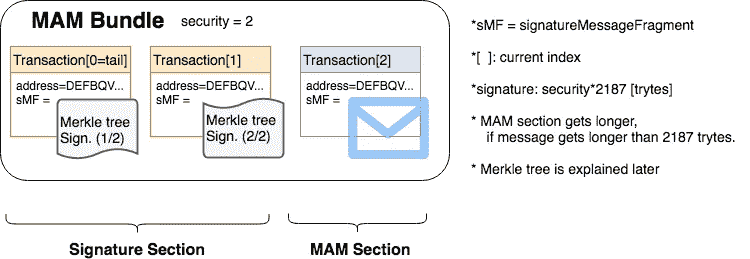 MAM Bundle security = 2
Transaction[0=tail]
address=DEFBQV...
sMF =
Merkle tree
Sign. (1/2)
Transaction[1]
address=DEFBQV...
sMF =
Merkle tree
Sign. (2/2)
Transaction[2]
address=DEFBQV...
sMF =
Signature Section
MAM Section
*sMF = signatureMessageFragment
*[ ]: current index
*signature: security*2187 [trytes]
* MAM section gets longer,
if message gets longer than 2187 trytes.
* Merkle tree is explained later